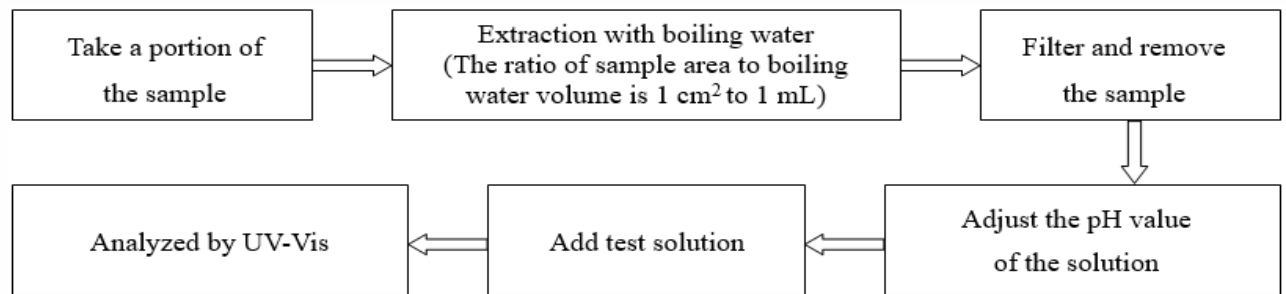 Take a portion of
the sample
Extraction with boiling water
(The ratio of sample area to boiling
water volume is 1 cm² to 1 mL)
Filter and remove
the sample
Adjust the pH value
of the solution
Add test solution
Analyzed by UV-Vis